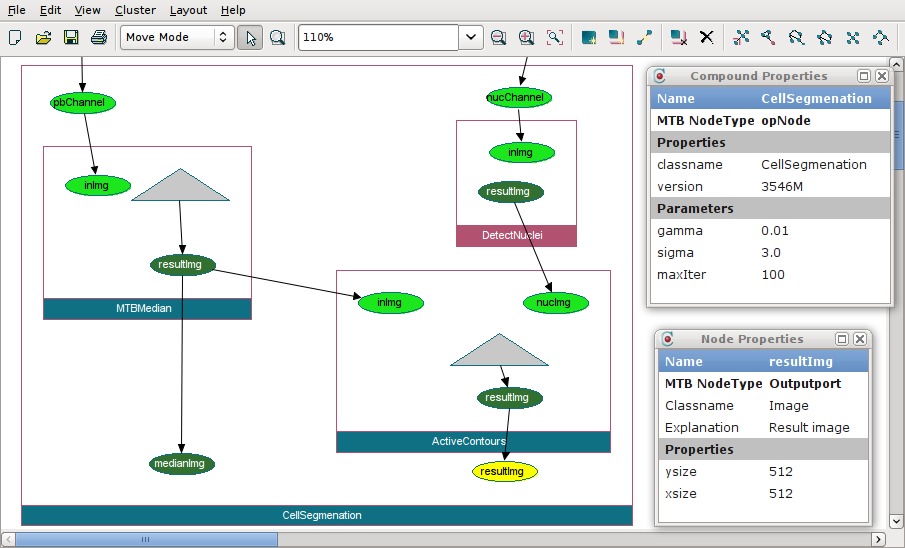 File Edit View Cluster Layout Help
Move Mode
110%
pbChannel
nucChannel
inImg
resultImg
DetectNuclei
inImg
resultImg
MTBMedian
inImg
nucImg
resultImg
ActiveContours
medianImg
resultImg
CellSegmenation
Compound Properties
Name CellSegmenation
MTB NodeType opNode
Properties
classname CellSegmenation
version 3546M
Parameters
gamma 0.01
sigma 3.0
maxIter 100
Node Properties
Name resultImg
MTB NodeType Outputport
Classname Image
Explanation Result image
Properties
ysize 512
xsize 512